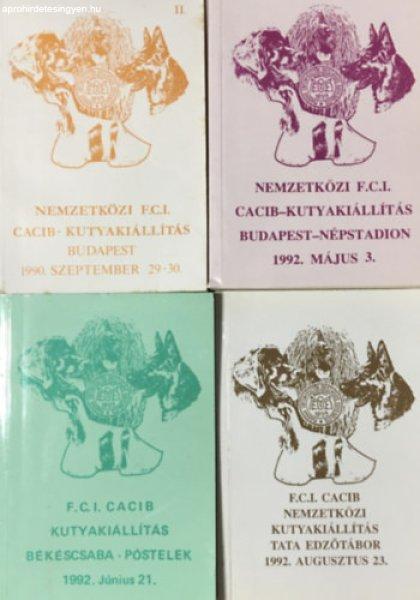 aprohirdetesingyen.hu
II.
NEMZETKÖZI F.C.I.
CACIB - KUTYAKIÁLLÍTÁS
BUDAPEST
1990. SZEPTEMBER 29-30.
NEMZETKÖZI F.C.I.
CACIB-KUTYAKIÁLLÍTÁS
BUDAPEST-NÉPSTADION
1992. MÁJUS 3.
F.C.I. CACIB
KUTYAKIÁLLÍTÁS
BÉKÉSCSABA - PÓSTELEK
1992. Június 21.
F.C.I. CACIB
NEMZETKÖZI
KUTYAKIÁLLÍTÁS
TATA EDZŐTÁBOR
1992. AUGUSZTUS 23.